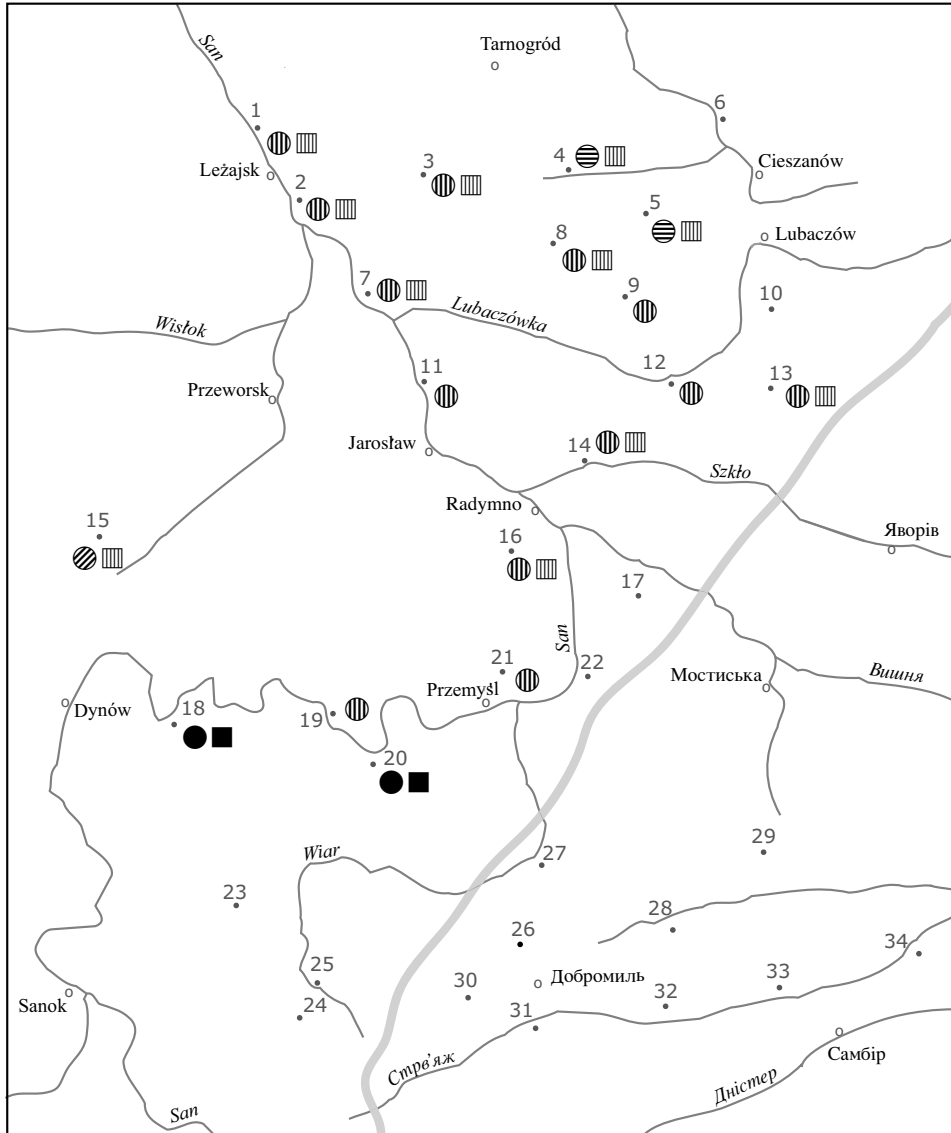 San
Tarnogród
1
6
Leżajsk
3
4
Cieszanów
2
5
8
Lubaczów
7
9
10
Lubaczówka
Wisłok
11
12
13
Przeworsk
14
Jarosław
Szkło
Radymno
15
16
Яворів
17
San
21
22
Мостиська
Вишня
Dynów
Przemyśl
18
19
20
Wiar
27
29
23
28
26
34
25
30
Добромиль
33
Sanok
24
31
32
Самбір
Стрв’яж
Дністер
San